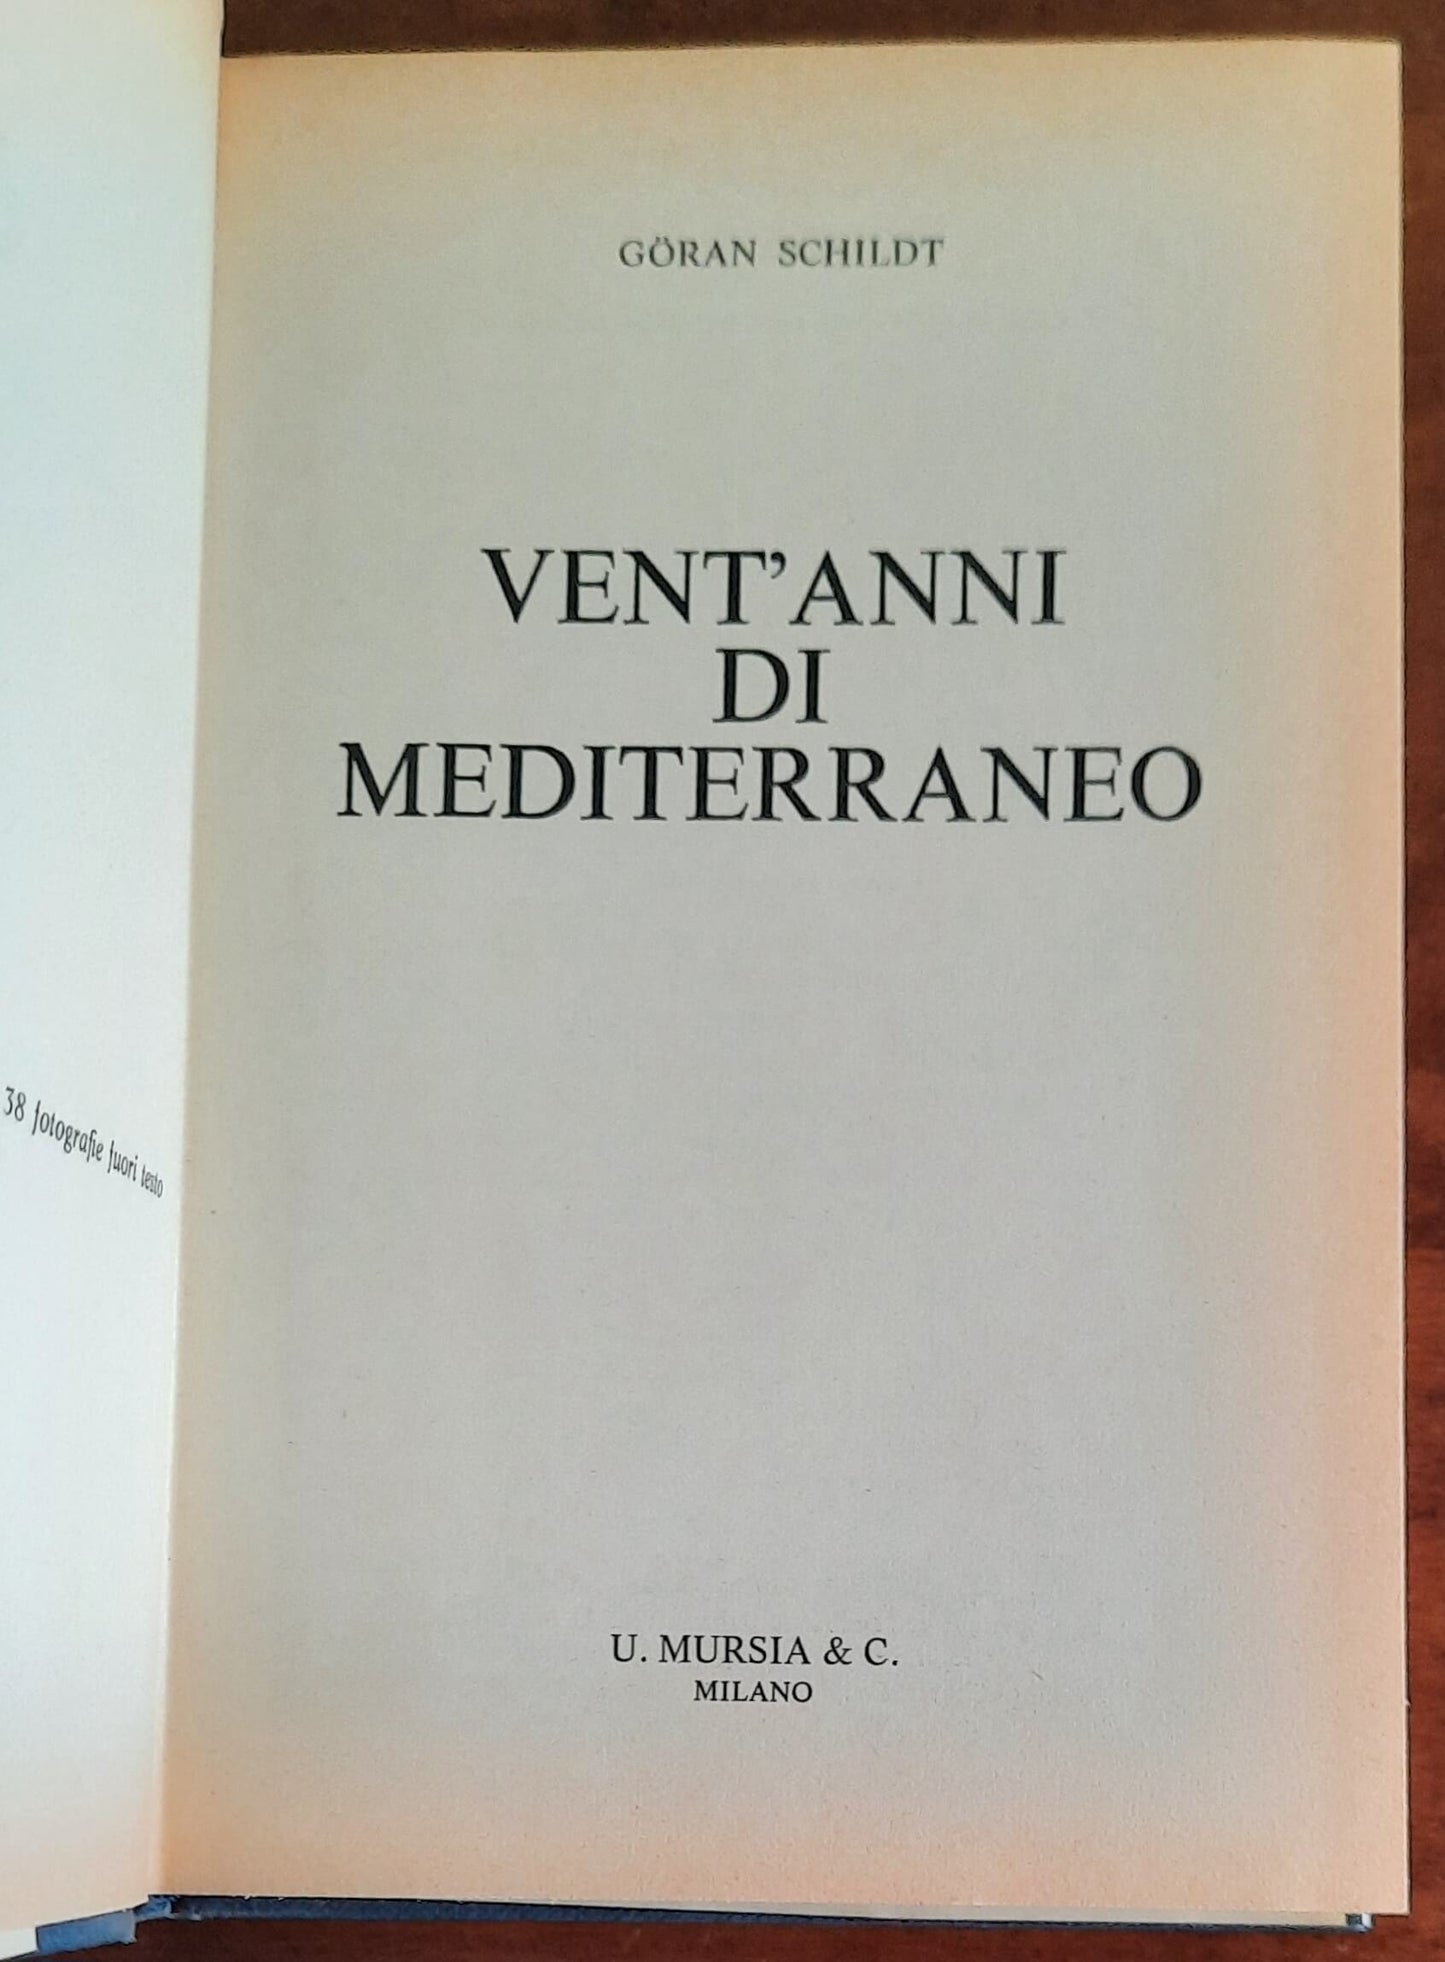 38 fotografie fuori testo
GÖRAN SCHILDT
VENT'ANNI
DI
MEDITERRANEO
U. MURSIA & C.
MILANO